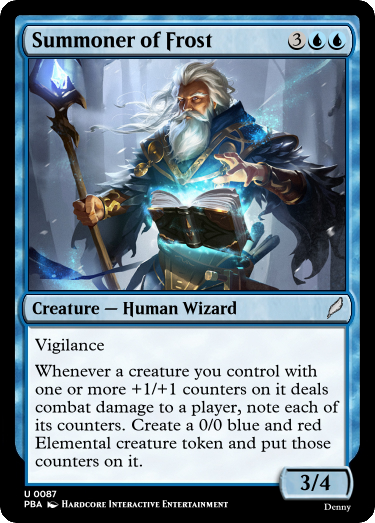 Summoner of Frost 3
Creature — Human Wizard
Vigilance
Whenever a creature you control with
one or more +1/+1 counters on it deals
combat damage to a player, note each of
its counters. Create a 0/0 blue and red
Elemental creature token and put those
counters on it.
3/4
U 0087
PBA Hardcore Interactive Entertainment Denny